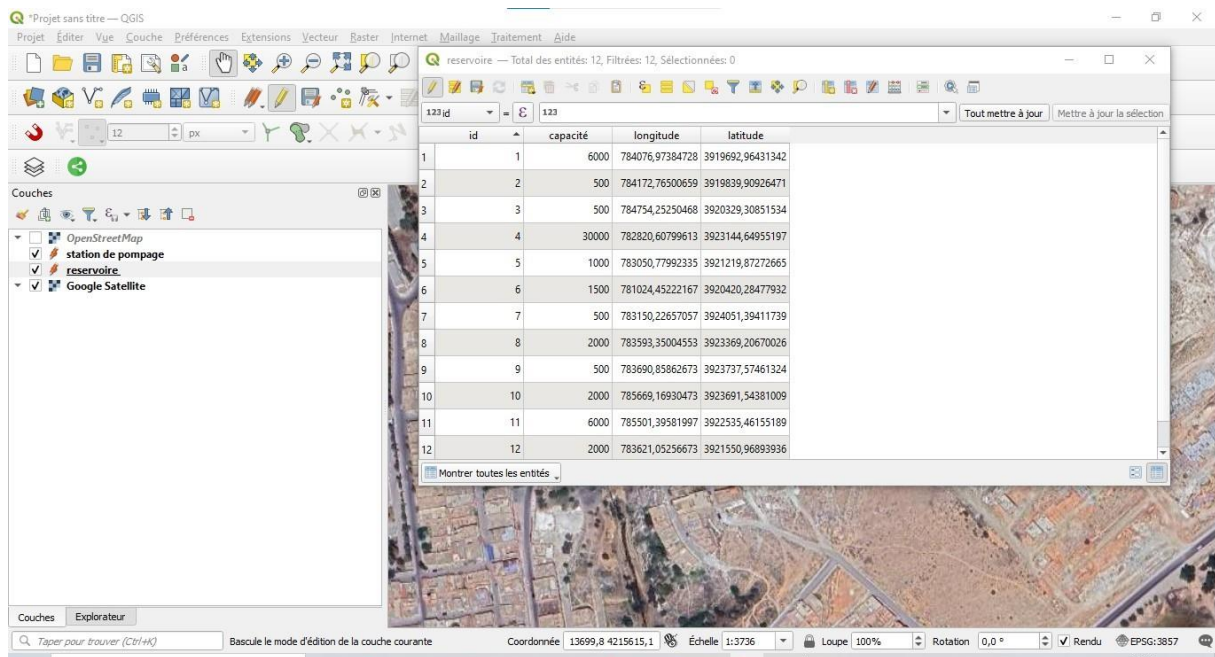 *Projet sans titre — QGIS
Projet Éditer Vue Couche Préférences Extensions Vecteur Raster Internet Maillage Traitement Aide
reservoire — Total des entités: 12, Filtrées: 12, Sélectionnées: 0
123 id = ε 123 Tout mettre à jour Mettre à jour la sélection
12 px
id capacité longitude latitude
1 1 6000 784076,97384728 3919692,96431342
2 2 500 784172,76500659 3919839,90926471
3 3 500 784754,25250468 3920329,30851534
4 4 30000 782820,60799613 3923144,64955197
5 5 1000 783050,77992335 3921219,87272665
6 6 1500 781024,45222167 3920420,28477932
7 7 500 783150,22657057 3924051,39411739
8 8 2000 783593,35004553 3923369,20670026
9 9 500 783690,85862673 3923737,57461324
10 10 2000 785669,16930473 3923691,54381009
11 11 6000 785501,39581997 3922535,46155189
12 12 2000 783621,05256673 3921550,96893936
Montrer toutes les entités
Couches
OpenStreetMap
station de pompage
reservoire
Google Satellite
Couches Explorateur
Taper pour trouver (Ctrl+K) Bascule le mode d'édition de la couche courante Coordonnée 13699,8 4215615,1 Échelle 1:3736 Loupe 100% Rotation 0,0 ° Rendu EPSG:3857